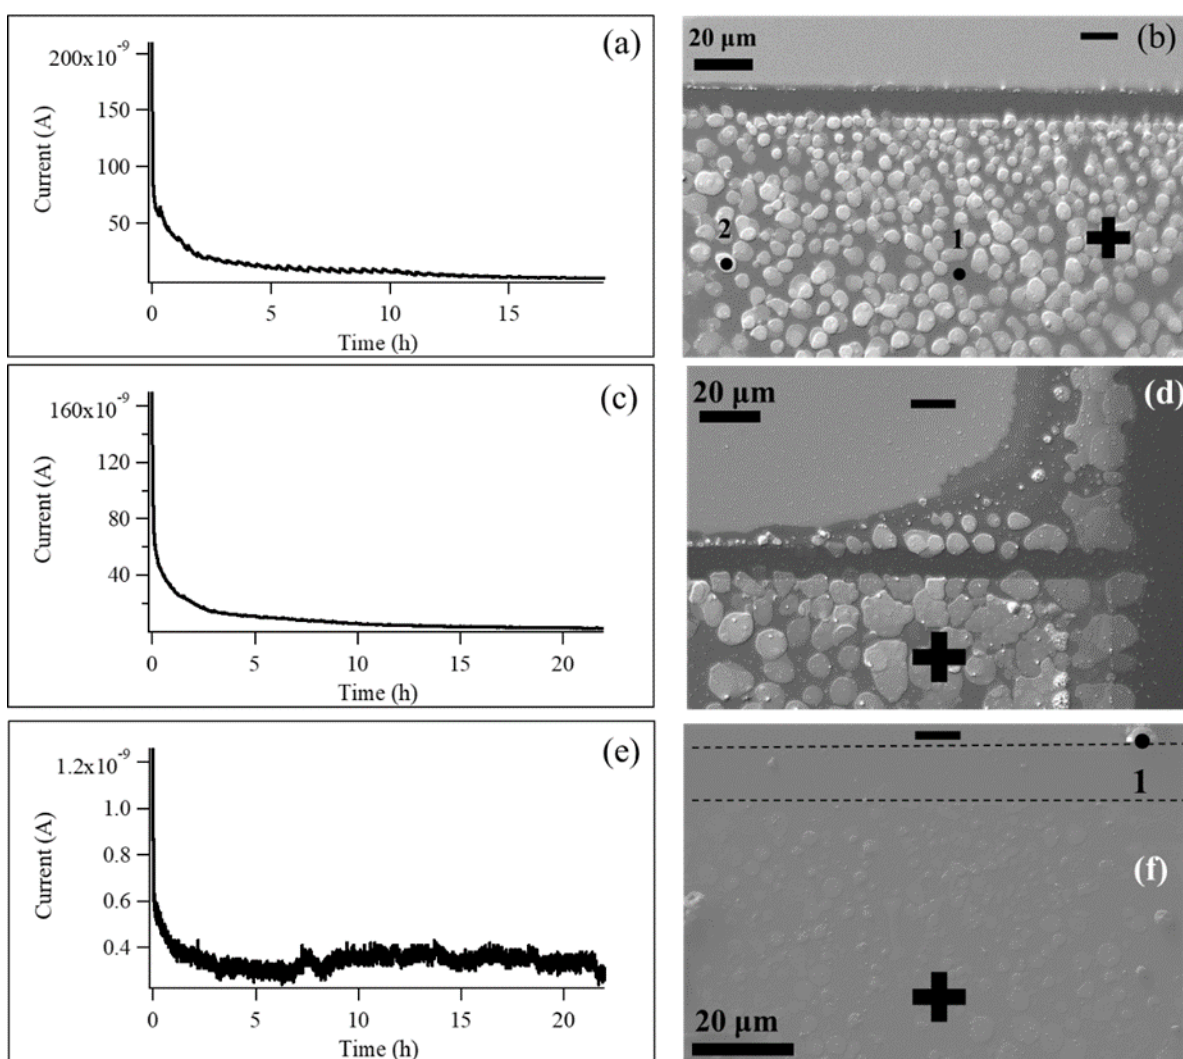 (a)
200x10⁻⁹
150
100
50
Current (A)
0
5
10
15
Time (h)
20 µm
(b)
2
1
(c)
160x10⁻⁹
120
80
40
Current (A)
0
5
10
15
20
Time (h)
20 µm
(d)
(e)
1.2x10⁻⁹
1.0
0.8
0.6
0.4
Current (A)
0
5
10
15
20
Time (h)
1
(f)
20 µm